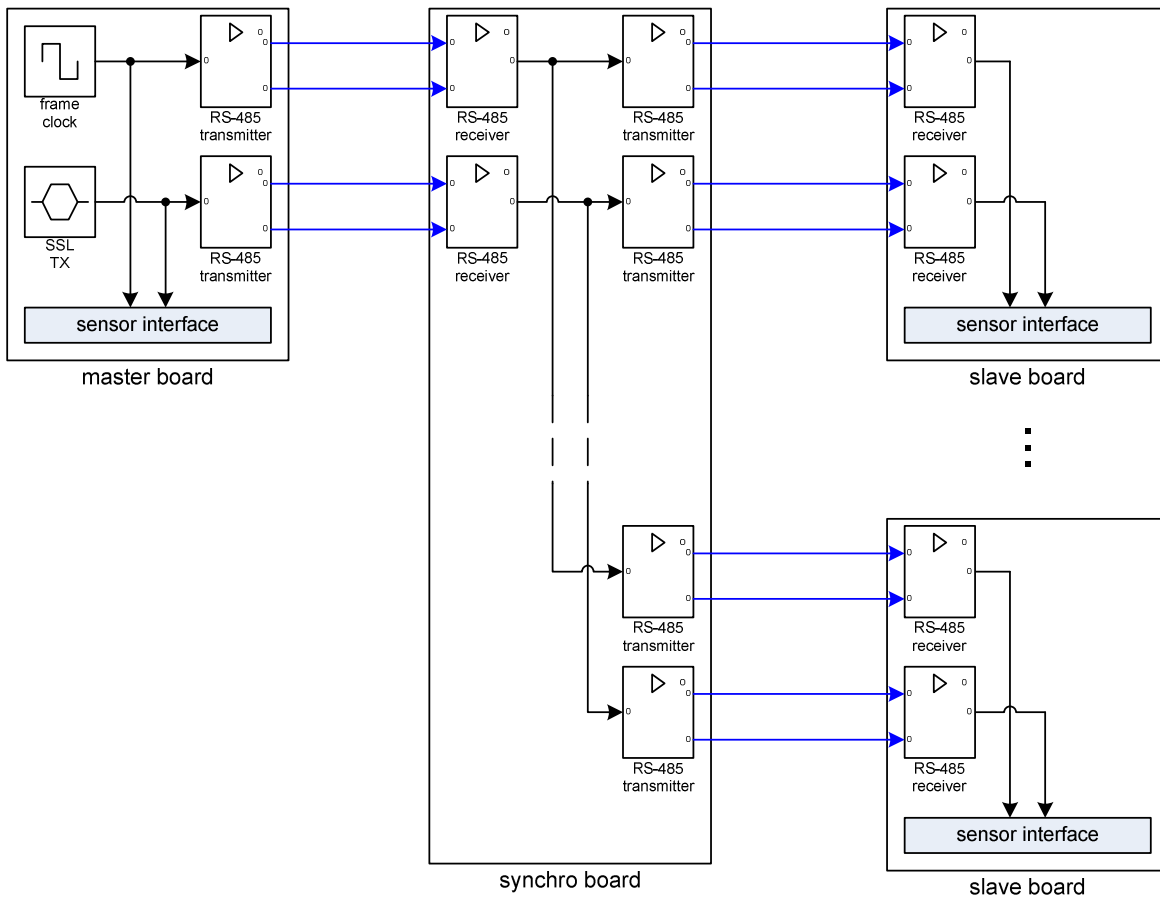 frame
clock
RS-485
transmitter
SSL
TX
RS-485
transmitter
sensor interface
master board
RS-485
receiver
RS-485
transmitter
RS-485
receiver
RS-485
transmitter
RS-485
transmitter
RS-485
transmitter
synchro board
RS-485
receiver
RS-485
receiver
sensor interface
slave board
RS-485
receiver
RS-485
receiver
sensor interface
slave board